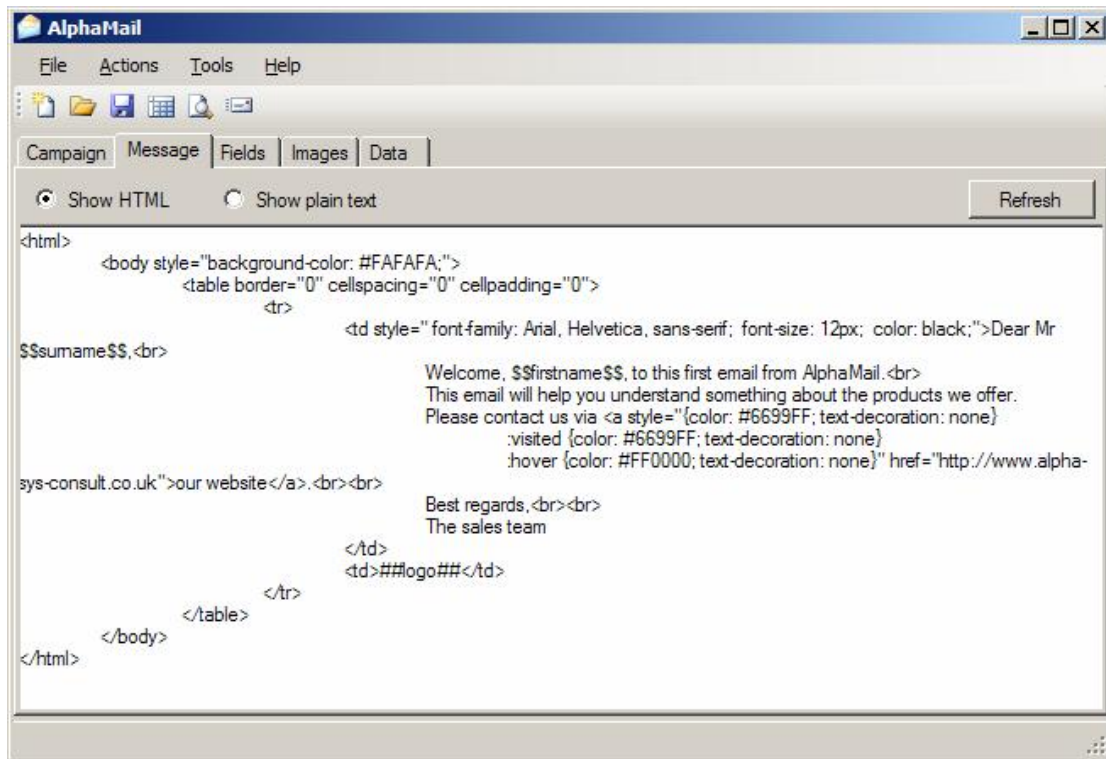 AlphaMail
File Actions Tools Help
Campaign Message Fields Images Data
Show HTML Show plain text Refresh
<html>
<body style="background-color: #FAFAFA;">
<table border="0" cellspacing="0" cellpadding="0">
<tr>
<td style=" font-family: Arial, Helvetica, sans-serif; font-size: 12px; color: black;">Dear Mr
$$surname$$,<br>
Welcome, $$firstname$$, to this first email from AlphaMail.<br>
This email will help you understand something about the products we offer.
Please contact us via <a style="{color: #6699FF; text-decoration: none}
:visited {color: #6699FF; text-decoration: none}
:hover {color: #FF0000; text-decoration: none}" href="http://www.alpha-
sys-consult.co.uk">our website</a>.<br><br>
Best regards,<br><br>
The sales team
</td>
<td>##logo##</td>
</tr>
</table>
</body>
</html>